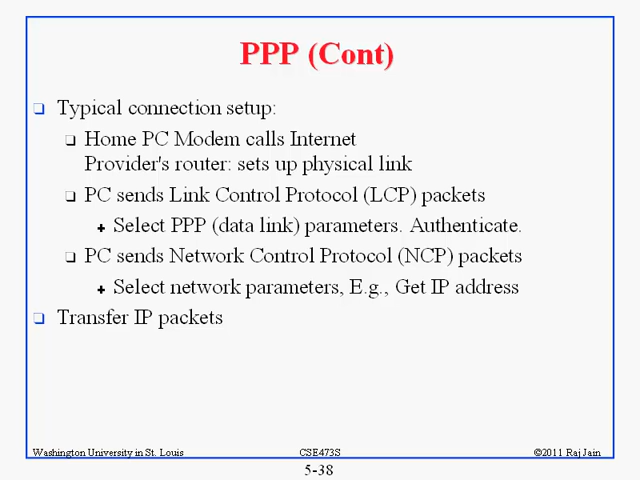 PPP (Cont)
Typical connection setup:
Home PC Modem calls Internet
Provider's router: sets up physical link
PC sends Link Control Protocol (LCP) packets
Select PPP (data link) parameters. Authenticate.
PC sends Network Control Protocol (NCP) packets
Select network parameters, E.g., Get IP address
Transfer IP packets
Washington University in St. Louis CSE473S ©2011 Raj Jain
5-38